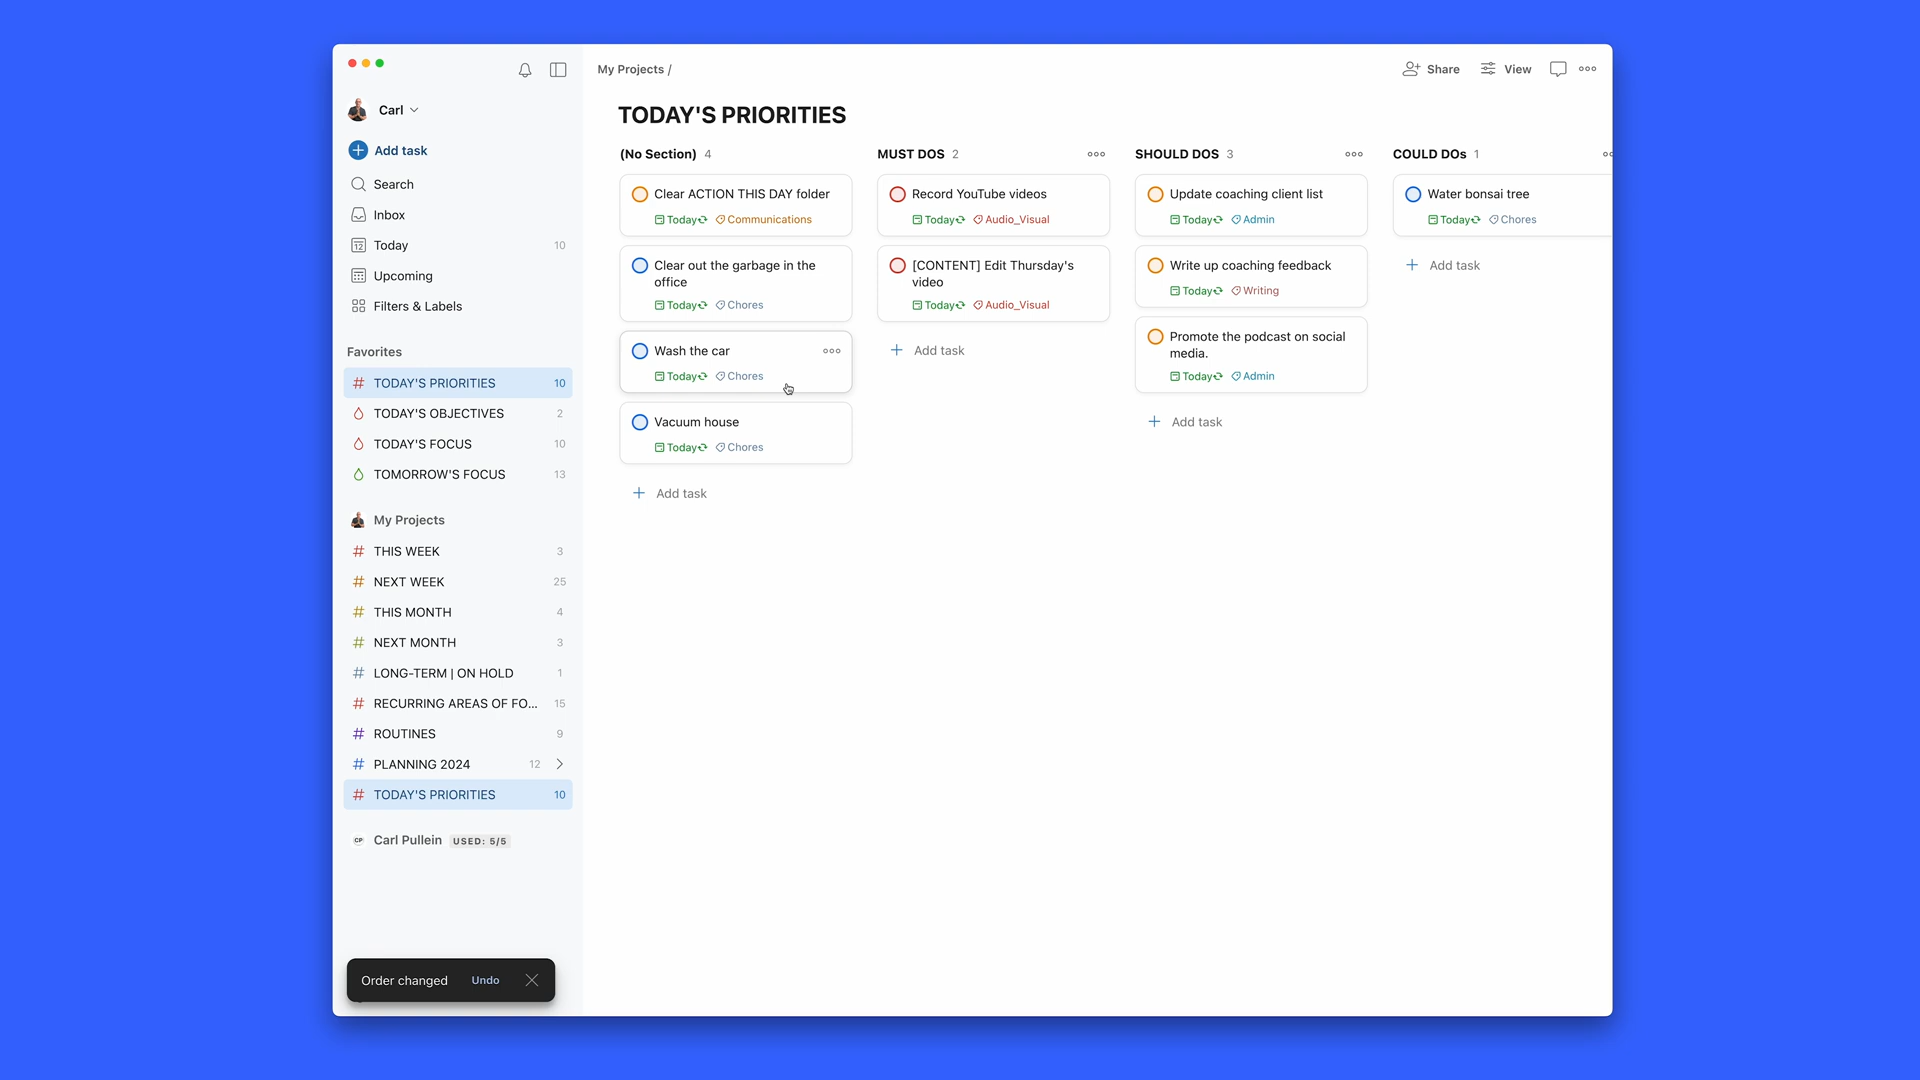 Carl
Add task
Search
Inbox
12 Today 10
Upcoming
Filters & Labels
Favorites
# TODAY'S PRIORITIES 10
TODAY'S OBJECTIVES 2
TODAY'S FOCUS 10
TOMORROW'S FOCUS 13
My Projects
# THIS WEEK 3
# NEXT WEEK 25
# THIS MONTH 4
# NEXT MONTH 3
# LONG-TERM | ON HOLD 1
# RECURRING AREAS OF FO... 15
# ROUTINES 9
# PLANNING 2024 12
# TODAY'S PRIORITIES 10
CP Carl Pullein USED: 5/5
Order changed Undo
My Projects /
Share View
TODAY'S PRIORITIES
(No Section) 4
Clear ACTION THIS DAY folder
Today Communications
Clear out the garbage in the
office
Today Chores
Wash the car
Today Chores
Vacuum house
Today Chores
Add task
MUST DOS 2
Record YouTube videos
Today Audio_Visual
[CONTENT] Edit Thursday's
video
Today Audio_Visual
Add task
SHOULD DOS 3
Update coaching client list
Today Admin
Write up coaching feedback
Today Writing
Promote the podcast on social
media.
Today Admin
Add task
COULD DOs 1
Water bonsai tree
Today Chores
Add task